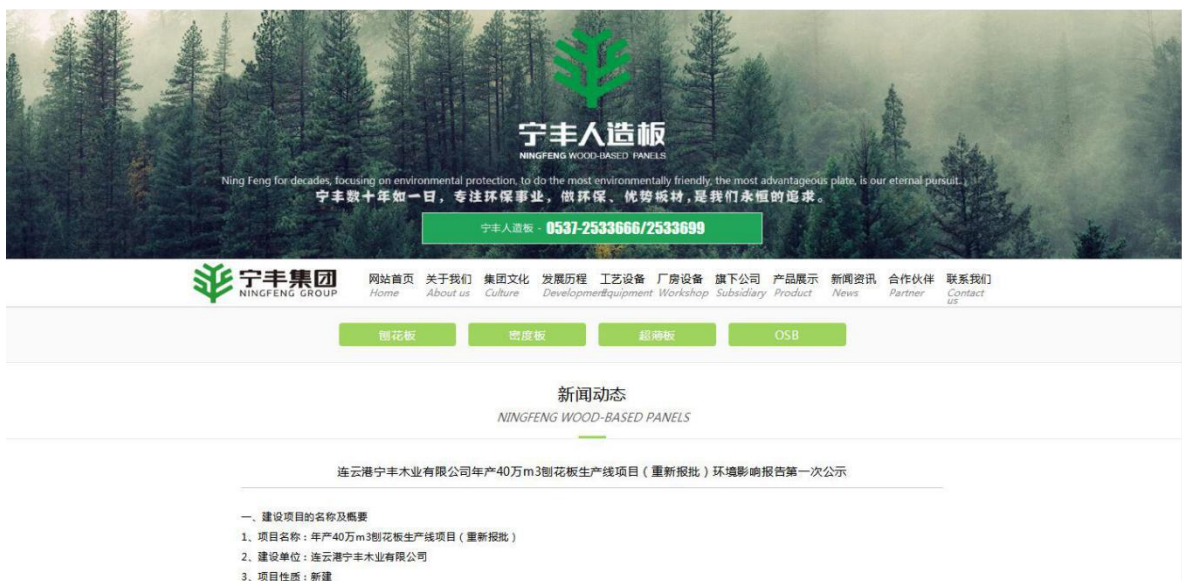 宁丰人造板
NINGFENG WOOD-BASED PANELS
Ning Feng for decades, focusing on environmental protection, to do the most environmentally friendly, the most advantageous plate, is our eternal pursuit.
宁丰数十年如一日，专注环保事业，做环保、优势板材，是我们永恒的追求。
宁丰人造板 - 0537-2533666/2533699
宁丰集团
NINGFENG GROUP
网站首页 关于我们 集团文化 发展历程 工艺设备 厂房设备 旗下公司 产品展示 新闻资讯 合作伙伴 联系我们
Home About us Culture Development Equipment Workshop Subsidiary Product News Partner Contact us
刨花板 密度板 超薄板 OSB
新闻动态
NINGFENG WOOD-BASED PANELS
连云港宁丰木业有限公司年产40万m3刨花板生产线项目（重新报批）环境影响报告第一次公示
一、建设项目的名称及概要
1、项目名称：年产40万m3刨花板生产线项目（重新报批）
2、建设单位：连云港宁丰木业有限公司
3、项目性质：新建